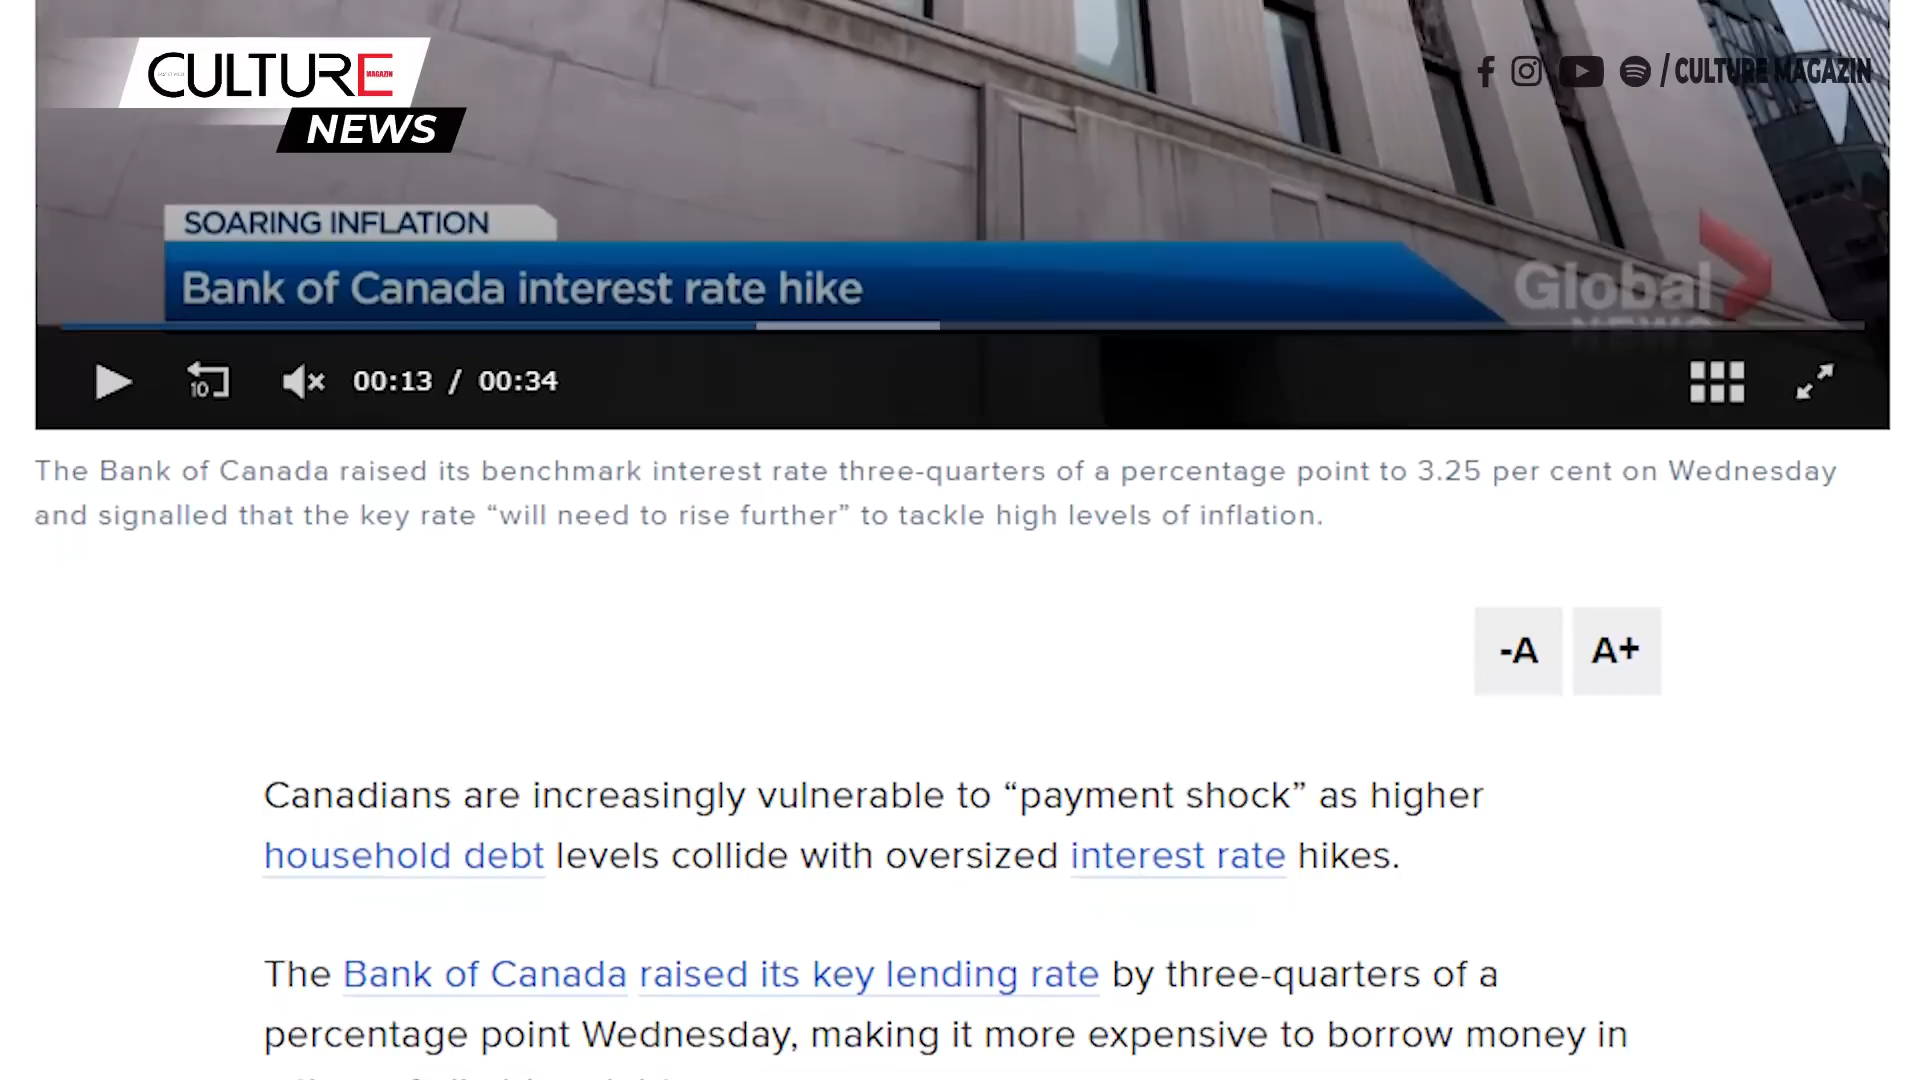 CULTURE
MAGAZIN
NEWS
/ CULTURE MAGAZIN
SOARING INFLATION
Bank of Canada interest rate hike
Global
NEWS
10
00:13 / 00:34
The Bank of Canada raised its benchmark interest rate three-quarters of a percentage point to 3.25 per cent on Wednesday
and signalled that the key rate “will need to rise further” to tackle high levels of inflation.
-A A+
Canadians are increasingly vulnerable to “payment shock” as higher
household debt levels collide with oversized interest rate hikes.
The Bank of Canada raised its key lending rate by three-quarters of a
percentage point Wednesday, making it more expensive to borrow money in